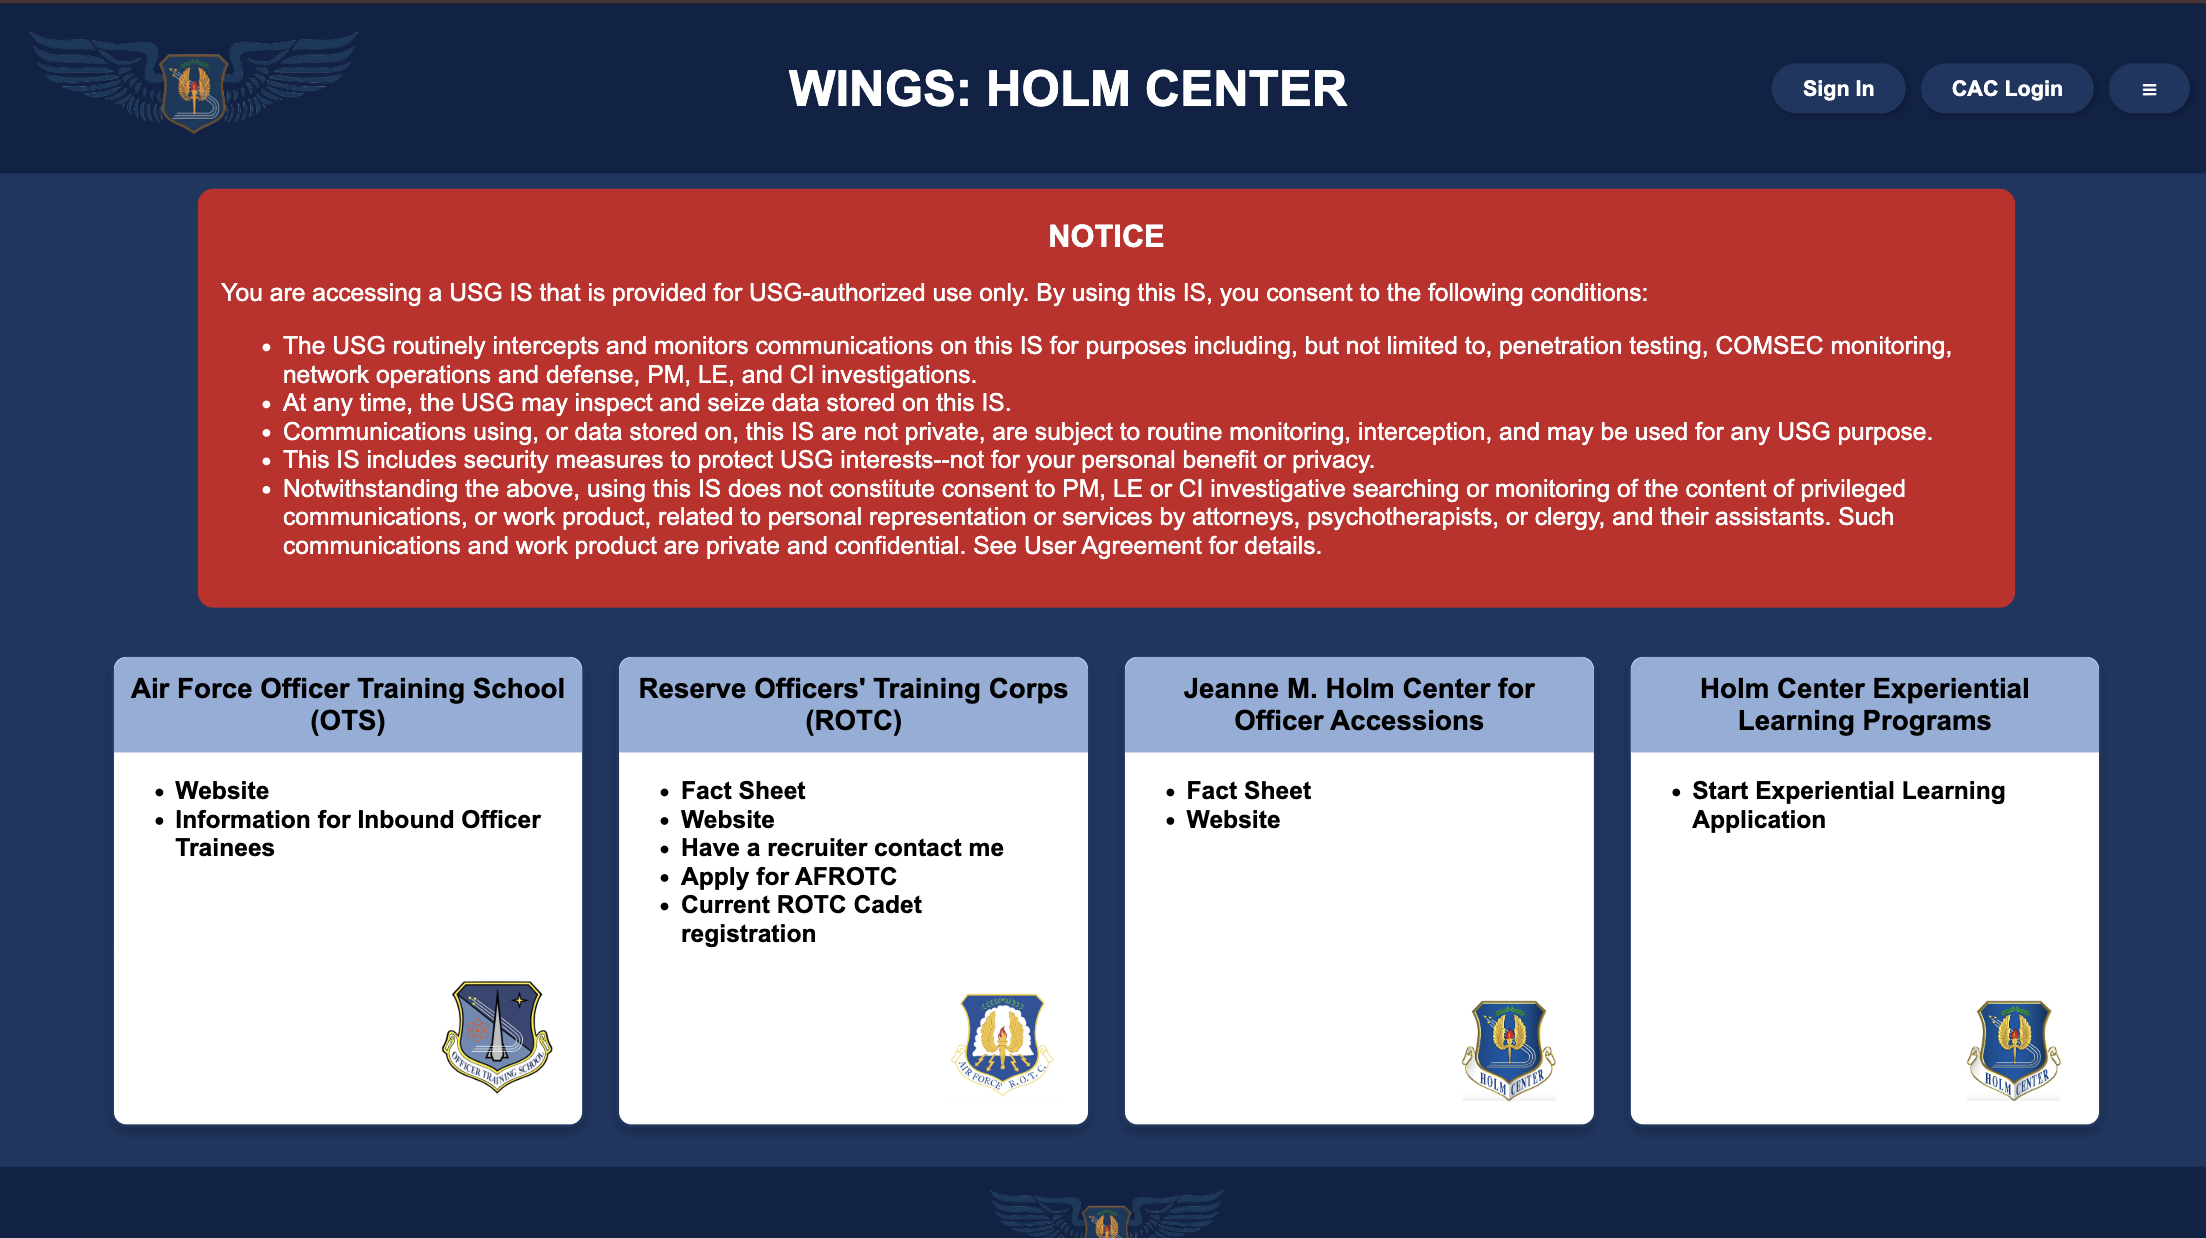 WINGS: HOLM CENTER
Sign In
CAC Login
≡
NOTICE
You are accessing a USG IS that is provided for USG-authorized use only. By using this IS, you consent to the following conditions:
• The USG routinely intercepts and monitors communications on this IS for purposes including, but not limited to, penetration testing, COMSEC monitoring,
network operations and defense, PM, LE, and CI investigations.
• At any time, the USG may inspect and seize data stored on this IS.
• Communications using, or data stored on, this IS are not private, are subject to routine monitoring, interception, and may be used for any USG purpose.
• This IS includes security measures to protect USG interests--not for your personal benefit or privacy.
• Notwithstanding the above, using this IS does not constitute consent to PM, LE or CI investigative searching or monitoring of the content of privileged
communications, or work product, related to personal representation or services by attorneys, psychotherapists, or clergy, and their assistants. Such
communications and work product are private and confidential. See User Agreement for details.
Air Force Officer Training School
(OTS)
• Website
• Information for Inbound Officer
Trainees
OFFICER TRAINING SCHOOL
Reserve Officers' Training Corps
(ROTC)
• Fact Sheet
• Website
• Have a recruiter contact me
• Apply for AFROTC
• Current ROTC Cadet
registration
AIR FORCE R.O.T.C.
Jeanne M. Holm Center for
Officer Accessions
• Fact Sheet
• Website
HOLM CENTER
Holm Center Experiential
Learning Programs
• Start Experiential Learning
Application
HOLM CENTER